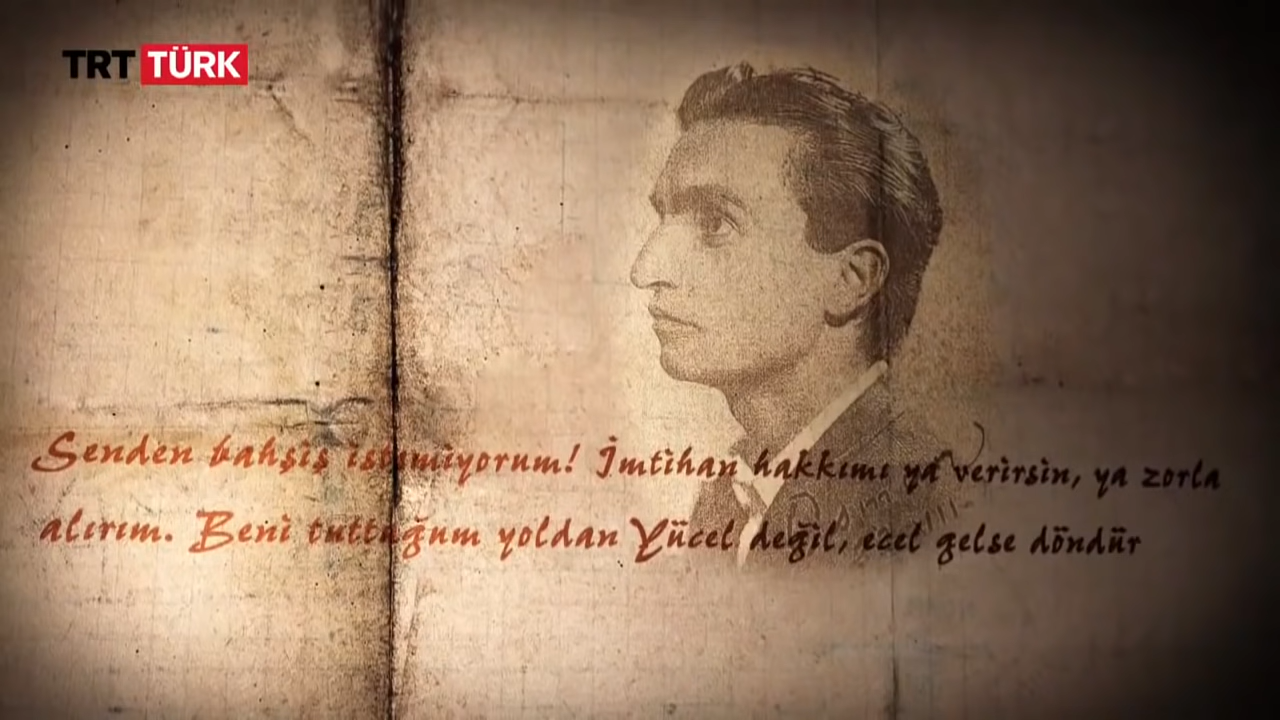 TRT TÜRK
Senden bahşiş istemiyorum! İmtihan hakkımı ya verirsin, ya zorla
alırım. Beni tuttuğum yoldan Yücel değil, ecel gelse döndür